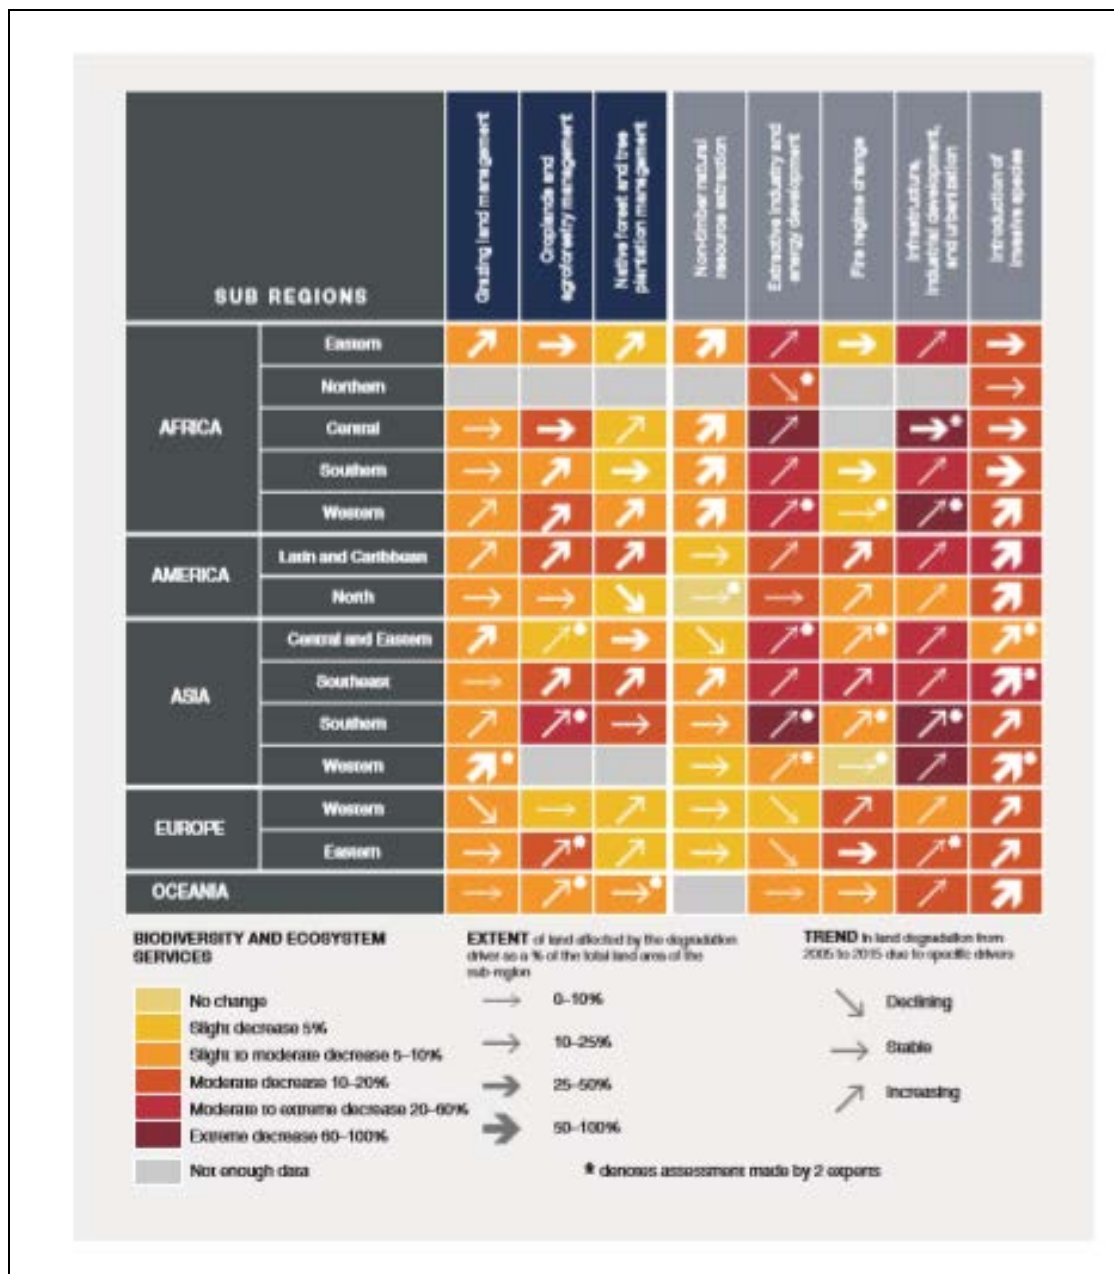 Grazing land management
Croplands and
agroforestry management
Native forest and tree
plantation management
Non-timber natural
resource extraction
Extractive industry and
energy development
Fire regime change
Infrastructure,
industrial development,
and urbanization
Introduction of
invasive species
SUB REGIONS
AFRICA
Eastern
Northern
Central
Southern
Western
AMERICA
Latin and Caribbean
North
ASIA
Central and Eastern
Southeast
Southern
Western
EUROPE
Western
Eastern
OCEANIA
BIODIVERSITY AND ECOSYSTEM
SERVICES
No change
Slight decrease 5%
Slight to moderate decrease 5–10%
Moderate decrease 10–20%
Moderate to extreme decrease 20–60%
Extreme decrease 60–100%
Not enough data
EXTENT of land affected by the degradation
driver as a % of the total land area of the
sub-region
0–10%
10–25%
25–50%
50–100%
TREND in land degradation from
2005 to 2015 due to specific drivers
Declining
Stable
Increasing
* denotes assessment made by 2 experts